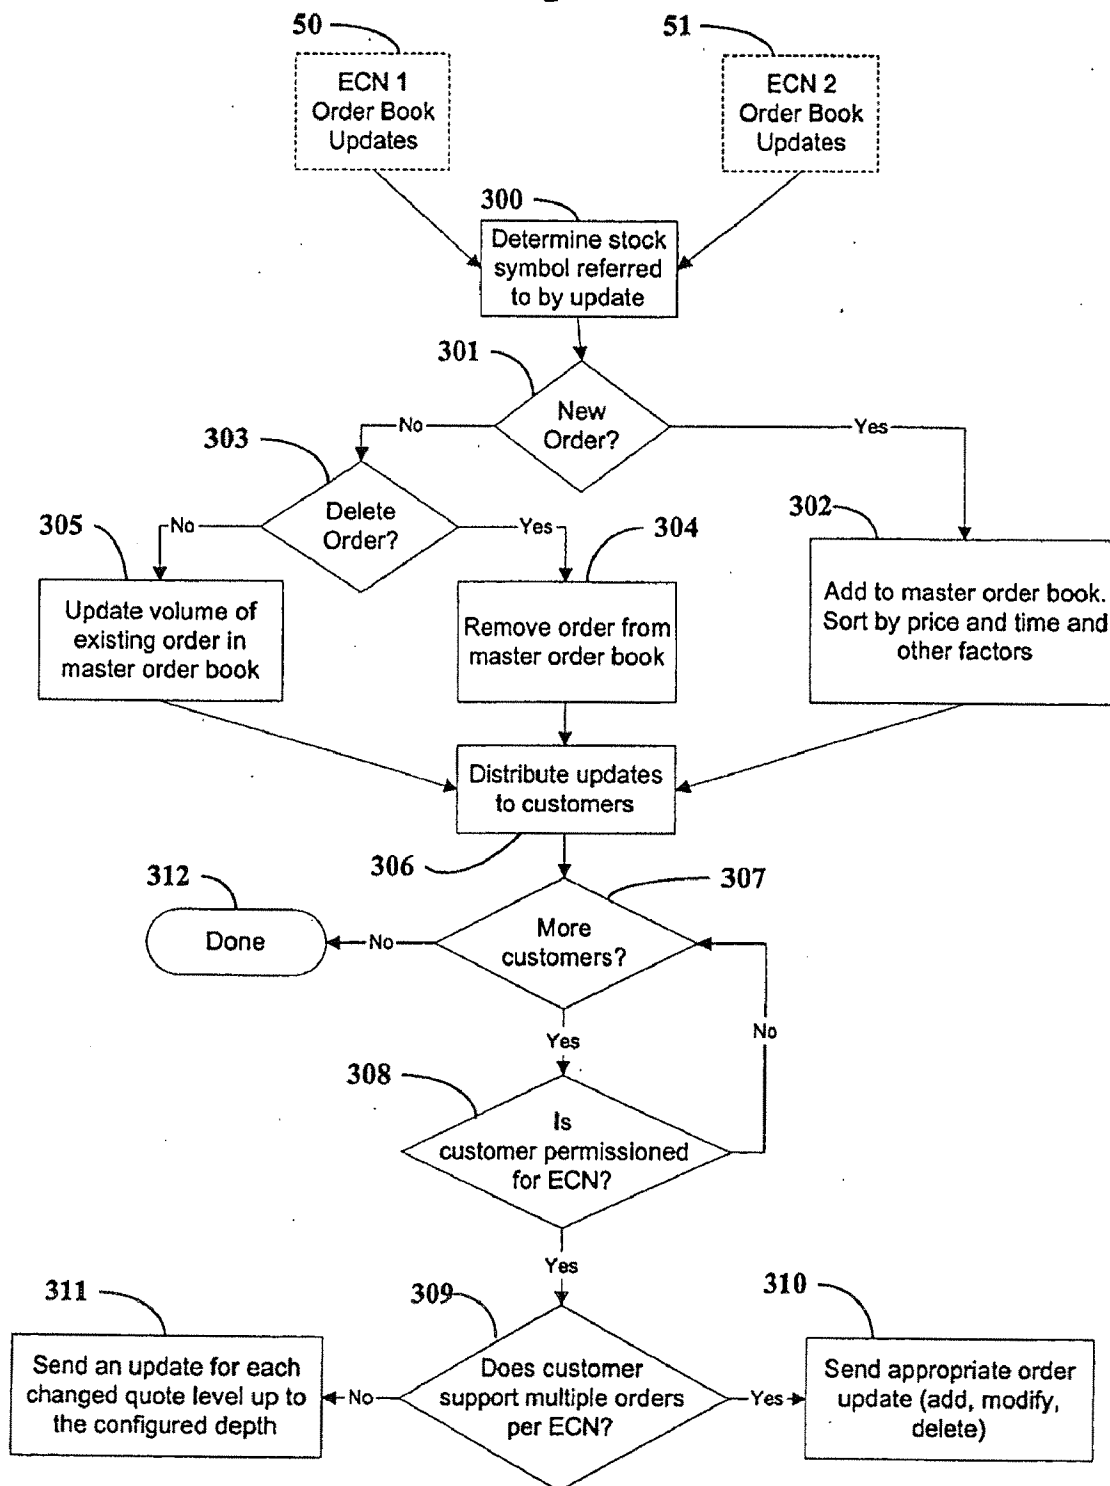 50
51
ECN 1
Order Book
Updates
ECN 2
Order Book
Updates
300
Determine stock
symbol referred
to by update
301
New
Order?
No
Yes
303
Delete
Order?
305
No
Yes
304
302
Update volume of
existing order in
master order book
Remove order from
master order book
Add to master order book.
Sort by price and time and
other factors
Distribute updates
to customers
306
307
312
More
customers?
No
Done
Yes
No
308
Is
customer permissioned
for ECN?
Yes
311
309
310
Send an update for each
changed quote level up to
the configured depth
No
Does customer
support multiple orders
per ECN?
Yes
Send appropriate order
update (add, modify,
delete)